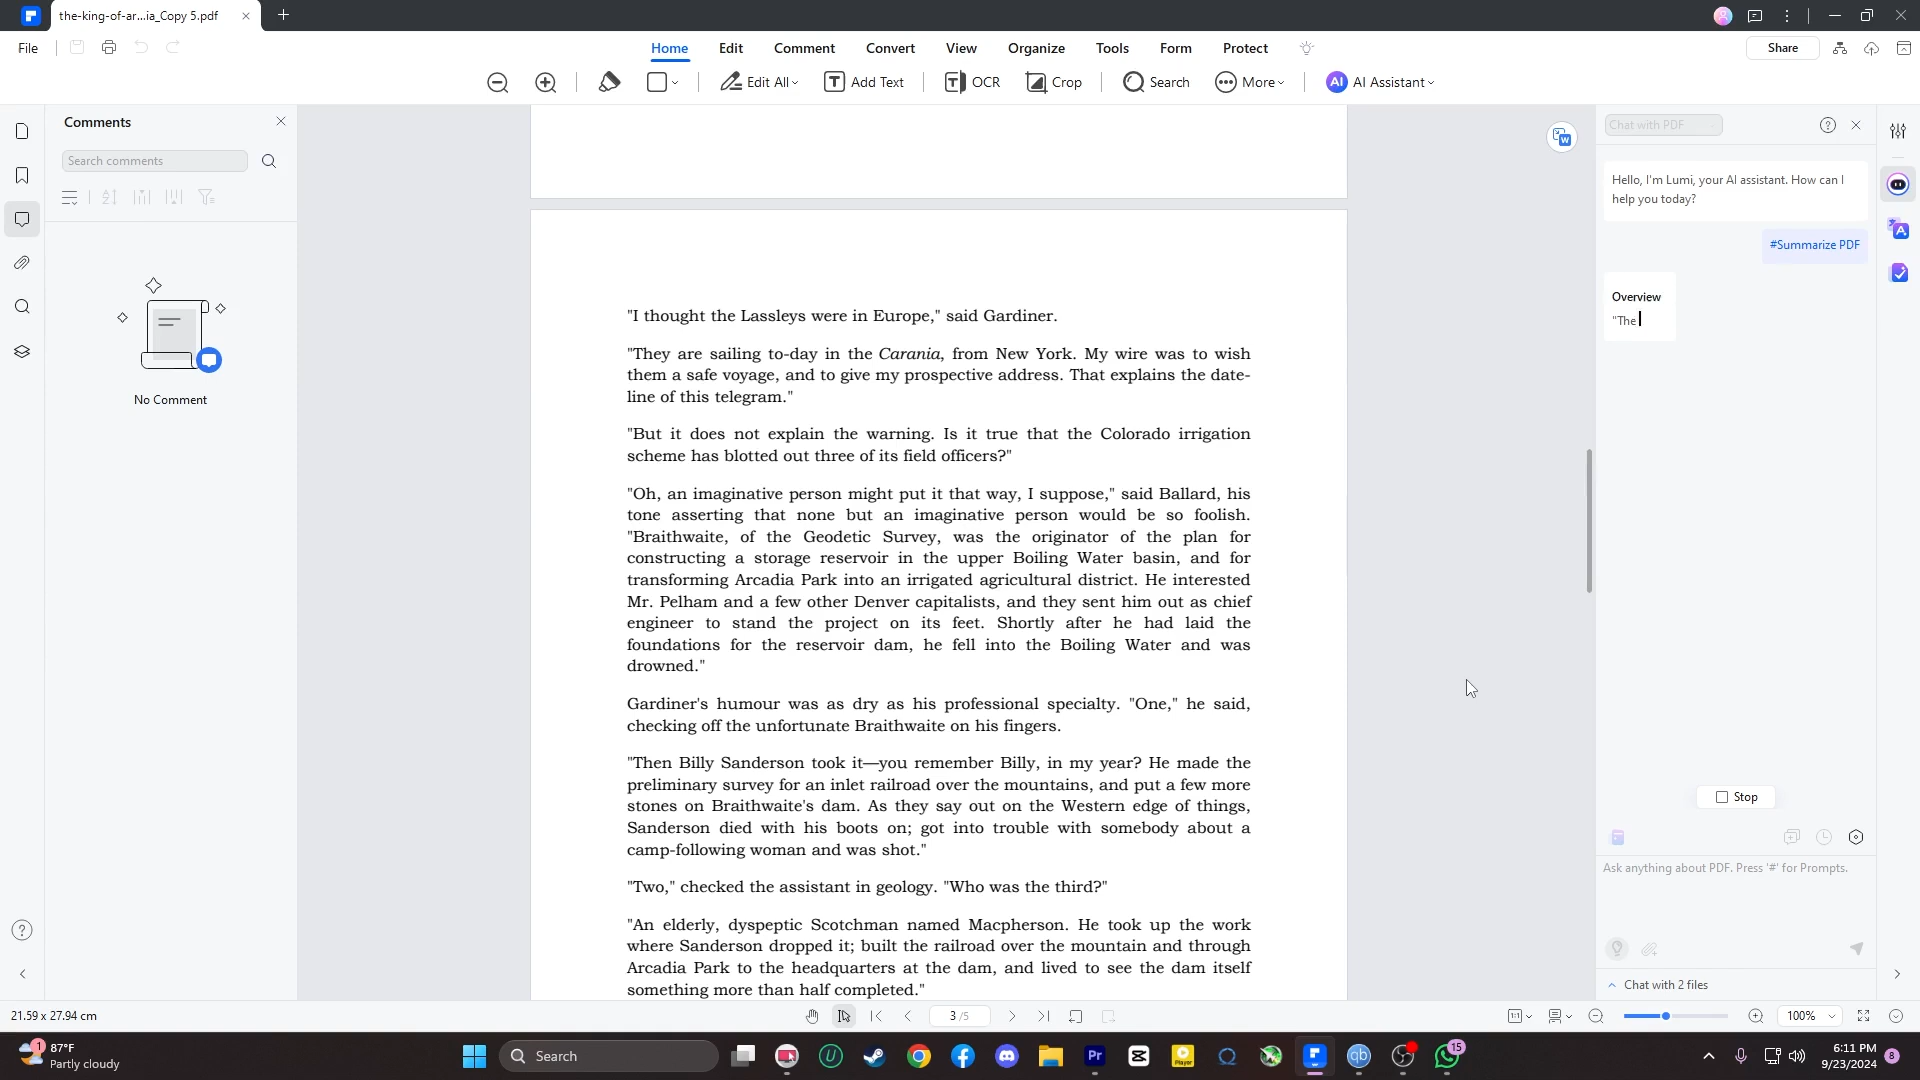 the-king-of-ar...ia_Copy 5.pdf
File
Home
Edit
Comment
Convert
View
Organize
Tools
Form
Protect
Share
Edit All
Add Text
OCR
Crop
Search
More
AI Assistant
Comments
Search comments
No Comment
"I thought the Lassleys were in Europe," said Gardiner.
"They are sailing to-day in the Carania, from New York. My wire was to wish
them a safe voyage, and to give my prospective address. That explains the date-
line of this telegram."
"But it does not explain the warning. Is it true that the Colorado irrigation
scheme has blotted out three of its field officers?"
"Oh, an imaginative person might put it that way, I suppose," said Ballard, his
tone asserting that none but an imaginative person would be so foolish.
"Braithwaite, of the Geodetic Survey, was the originator of the plan for
constructing a storage reservoir in the upper Boiling Water basin, and for
transforming Arcadia Park into an irrigated agricultural district. He interested
Mr. Pelham and a few other Denver capitalists, and they sent him out as chief
engineer to stand the project on its feet. Shortly after he had laid the
foundations for the reservoir dam, he fell into the Boiling Water and was
drowned."
Gardiner's humour was as dry as his professional specialty. "One," he said,
checking off the unfortunate Braithwaite on his fingers.
"Then Billy Sanderson took it—you remember Billy, in my year? He made the
preliminary survey for an inlet railroad over the mountains, and put a few more
stones on Braithwaite's dam. As they say out on the Western edge of things,
Sanderson died with his boots on; got into trouble with somebody about a
camp-following woman and was shot."
"Two," checked the assistant in geology. "Who was the third?"
"An elderly, dyspeptic Scotchman named Macpherson. He took up the work
where Sanderson dropped it; built the railroad over the mountain and through
Arcadia Park to the headquarters at the dam, and lived to see the dam itself
something more than half completed."
Chat with PDF
Hello, I'm Lumi, your AI assistant. How can I
help you today?
#Summarize PDF
Overview
"The
Stop
Ask anything about PDF. Press '#' for Prompts.
Chat with 2 files
21.59 x 27.94 cm
3 /5
100%
1
87°F
Partly cloudy
Search
Pr
Player
qb
15
6:11 PM
9/23/2024
8